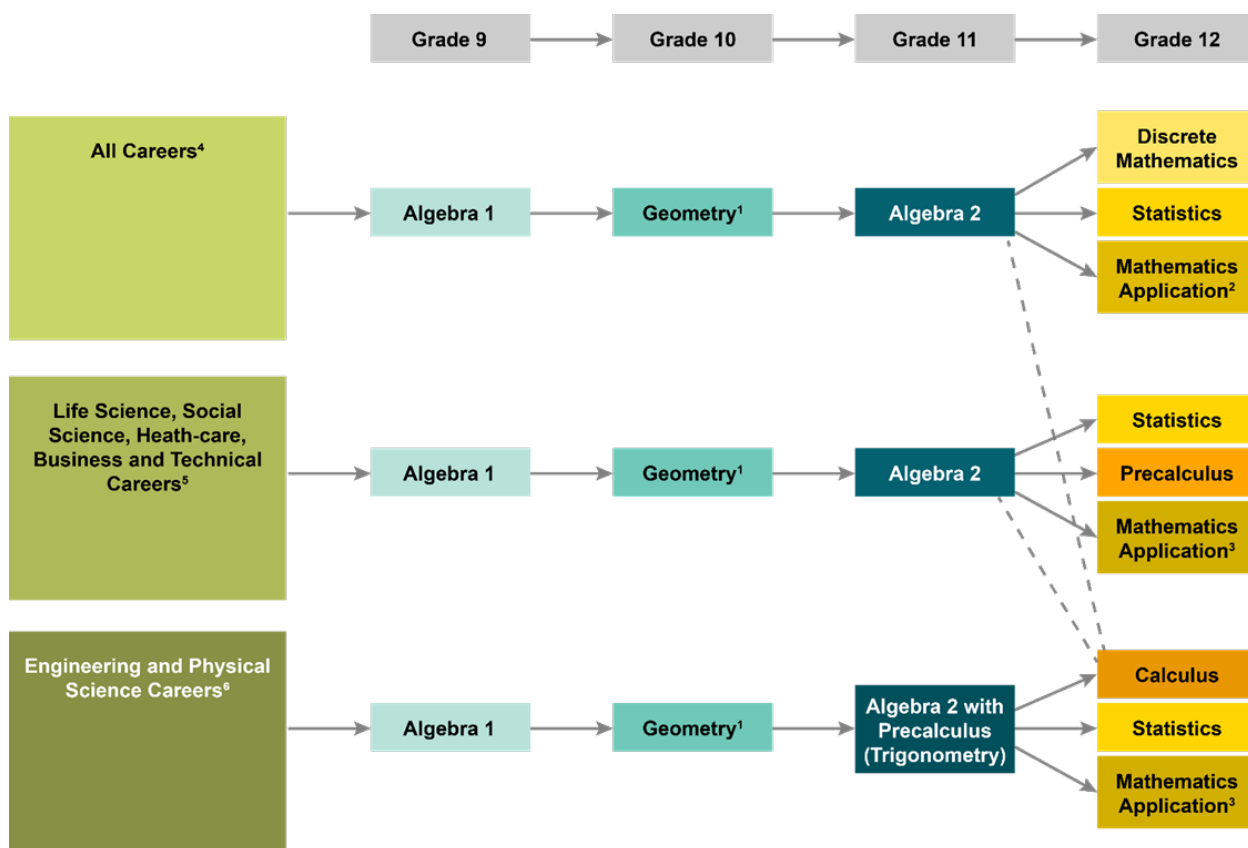 Grade 9
Grade 10
Grade 11
Grade 12
All Careers⁴
Algebra 1
Geometry¹
Algebra 2
Discrete
Mathematics
Statistics
Mathematics
Application²
Life Science, Social
Science, Heath-care,
Business and Technical
Careers⁵
Algebra 1
Geometry¹
Algebra 2
Statistics
Precalculus
Mathematics
Application³
Engineering and Physical
Science Careers⁶
Algebra 1
Geometry¹
Algebra 2 with
Precalculus
(Trigonometry)
Calculus
Statistics
Mathematics
Application³